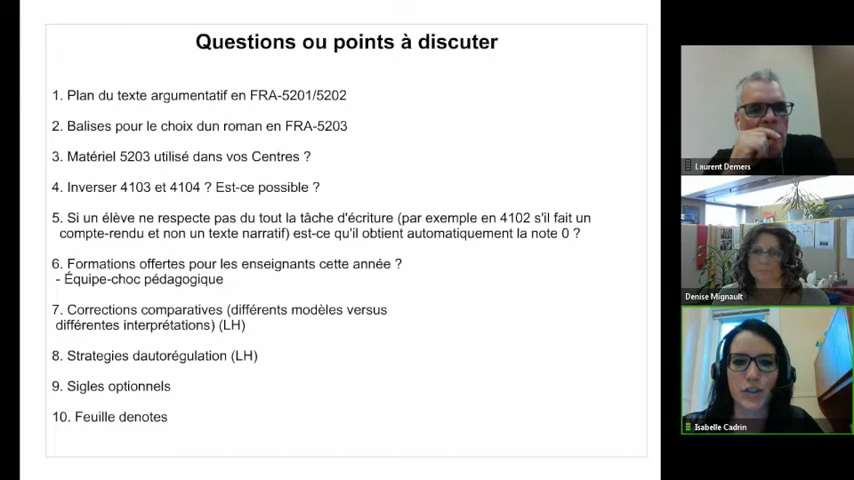 Questions ou points à discuter
1. Plan du texte argumentatif en FRA-5201/5202
2. Balises pour le choix dun roman en FRA-5203
3. Matériel 5203 utilisé dans vos Centres ?
4. Inverser 4103 et 4104 ? Est-ce possible ?
5. Si un élève ne respecte pas du tout la tâche d'écriture (par exemple en 4102 s'il fait un
compte-rendu et non un texte narratif) est-ce qu'il obtient automatiquement la note 0 ?
6. Formations offertes pour les enseignants cette année ?
- Équipe-choc pédagogique
7. Corrections comparatives (différents modèles versus
différentes interprétations) (LH)
8. Strategies dautorégulation (LH)
9. Sigles optionnels
10. Feuille denotes
Laurent Demers
Denise Mignault
Isabelle Cadrin